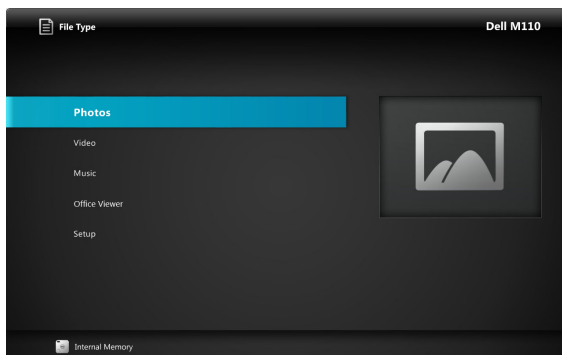 File Type
Dell M110
Photos
Video
Music
Office Viewer
Setup
Internal Memory